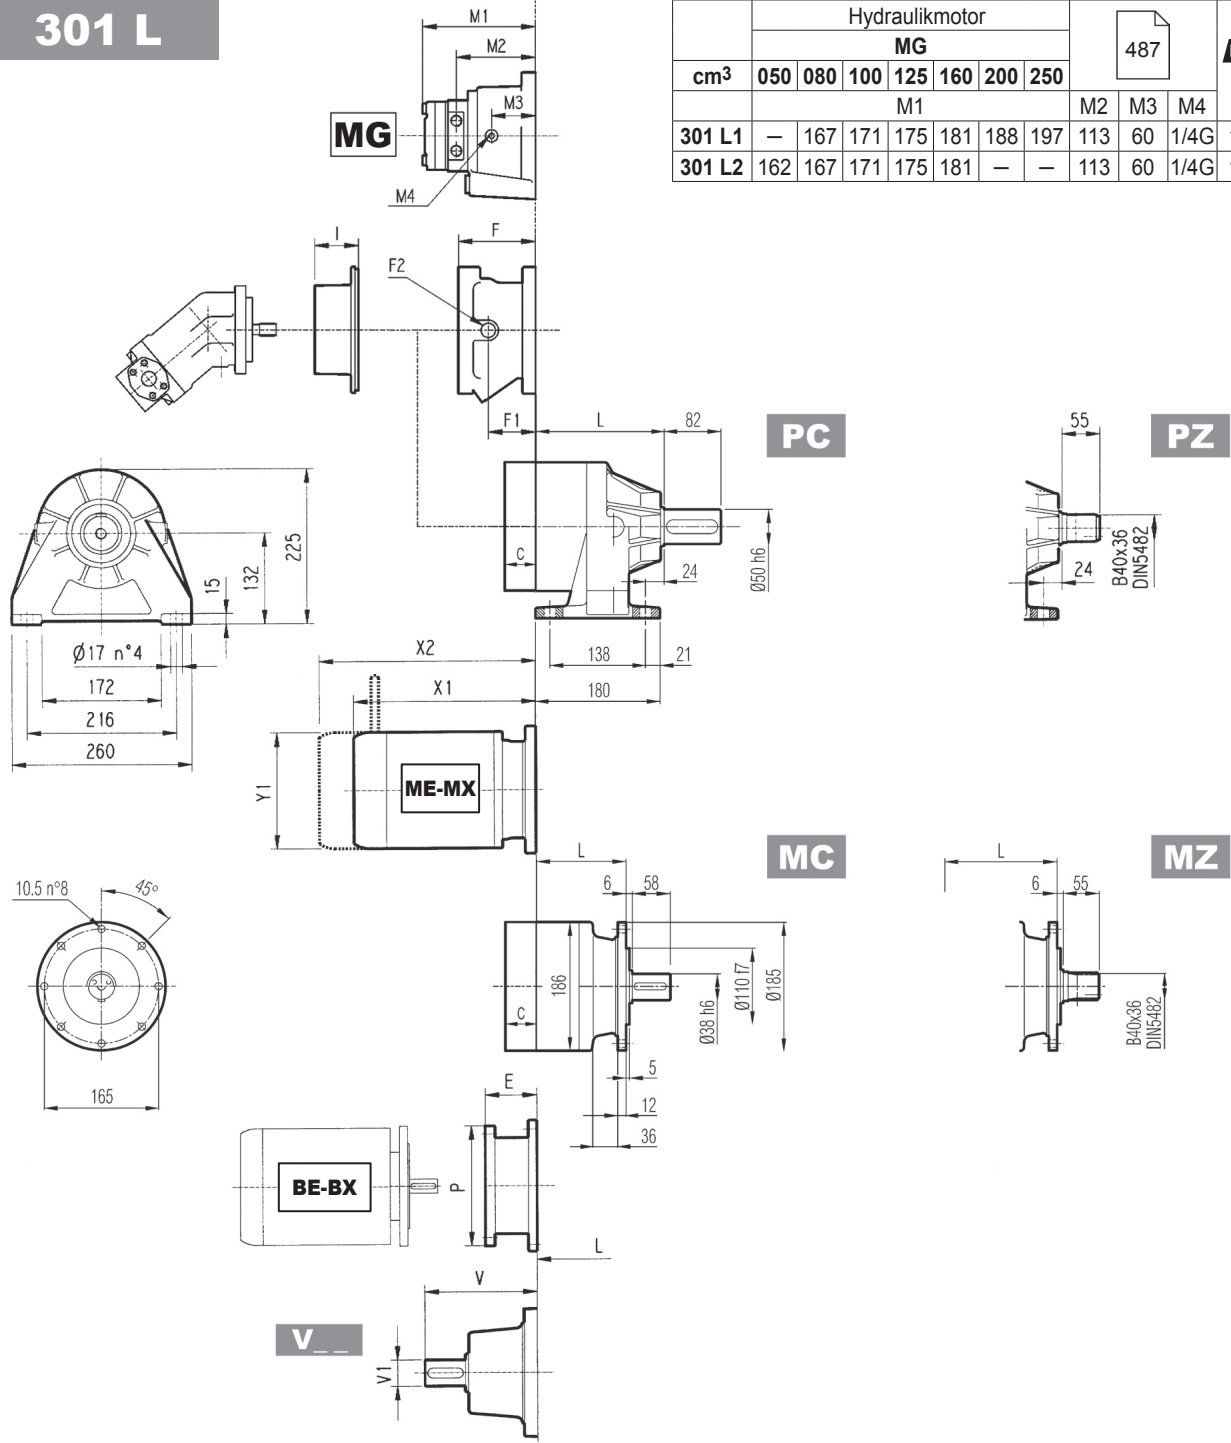 301 L
Hydraulikmotor
MG
487
cm3 050 080 100 125 160 200 250
M1 M2 M3 M4
301 L1 — 167 171 175 181 188 197 113 60 1/4G
301 L2 162 167 171 175 181 — — 113 60 1/4G
M1
M2
M3
MG
M4
I
F
F2
F1
L
82
PC
55
PZ
C
24
Ø50 h6
24
B40x36
DIN5482
225
132
15
Ø17 n°4
172
216
260
138
21
180
X2
X1
Y1
ME-MX
L
MC
L
MZ
10.5 n°8
45°
165
6
58
186
C
Ø38 h6
Ø110 f7
Ø185
5
12
36
6
55
B40x36
DIN5482
E
BE-BX
P
L
V
V_ _
V1